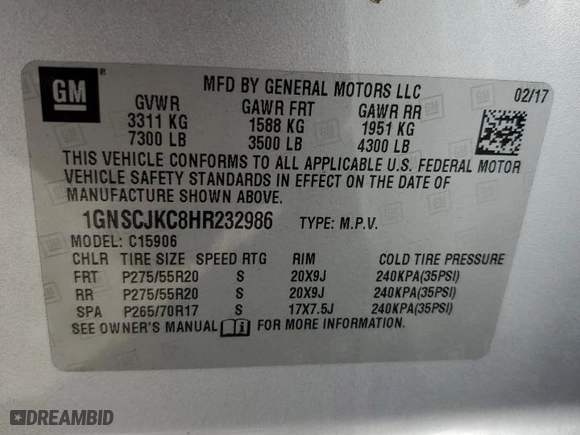 GM
MFD BY GENERAL MOTORS LLC 02/17
GVWR GAWR FRT GAWR RR
3311 KG 1588 KG 1951 KG
7300 LB 3500 LB 4300 LB
THIS VEHICLE CONFORMS TO ALL APPLICABLE U.S. FEDERAL MOTOR
VEHICLE SAFETY STANDARDS IN EFFECT ON THE DATE OF
MANUFACTURE SHOWN ABOVE.
1GNSCJKC8HR232986 TYPE: M.P.V.
MODEL: C15906
CHLR TIRE SIZE SPEED RTG RIM COLD TIRE PRESSURE
FRT P275/55R20 S 20X9J 240KPA(35PSI)
RR P275/55R20 S 20X9J 240KPA(35PSI)
SPA P265/70R17 S 17X7.5J 240KPA(35PSI)
SEE OWNER'S MANUAL FOR MORE INFORMATION.
DREAMBID